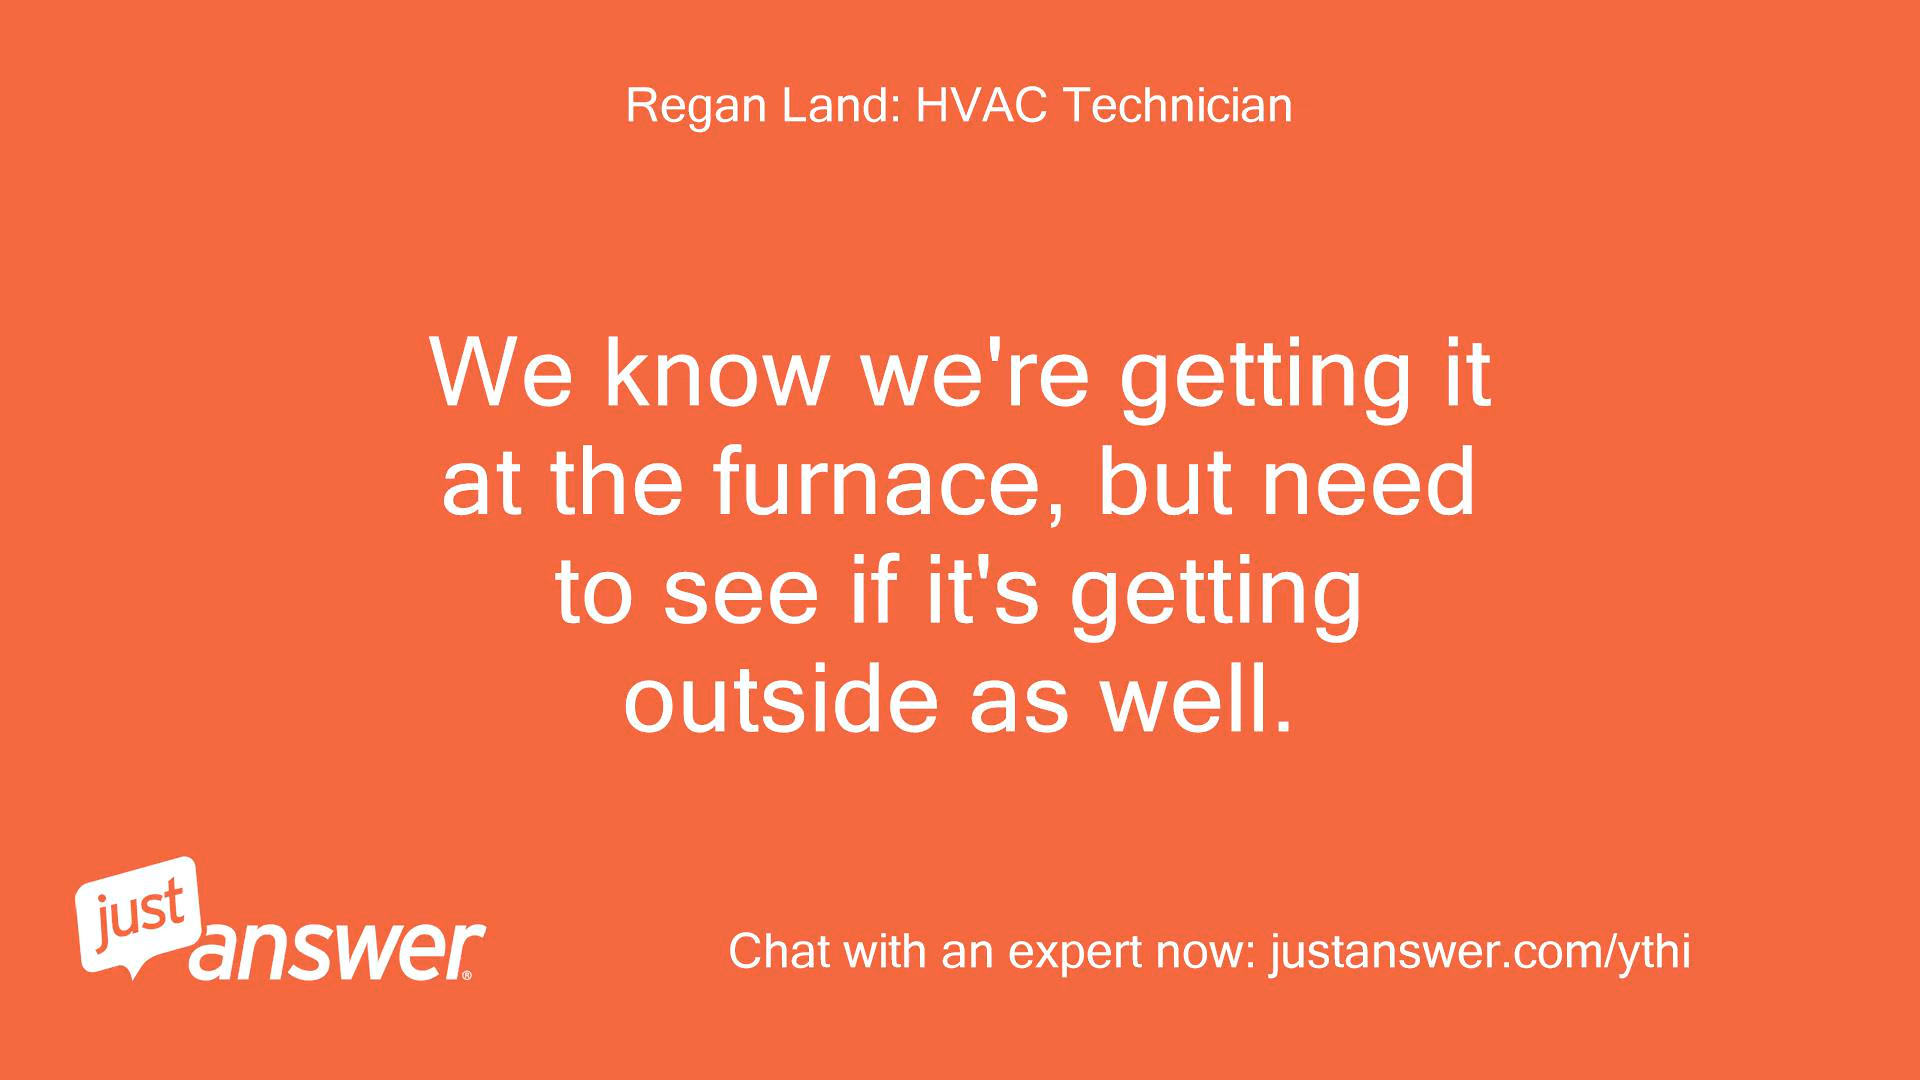 Regan Land: HVAC Technician
We know we're getting it
at the furnace, but need
to see if it's getting
outside as well.
just
answer®
Chat with an expert now: justanswer.com/ythi